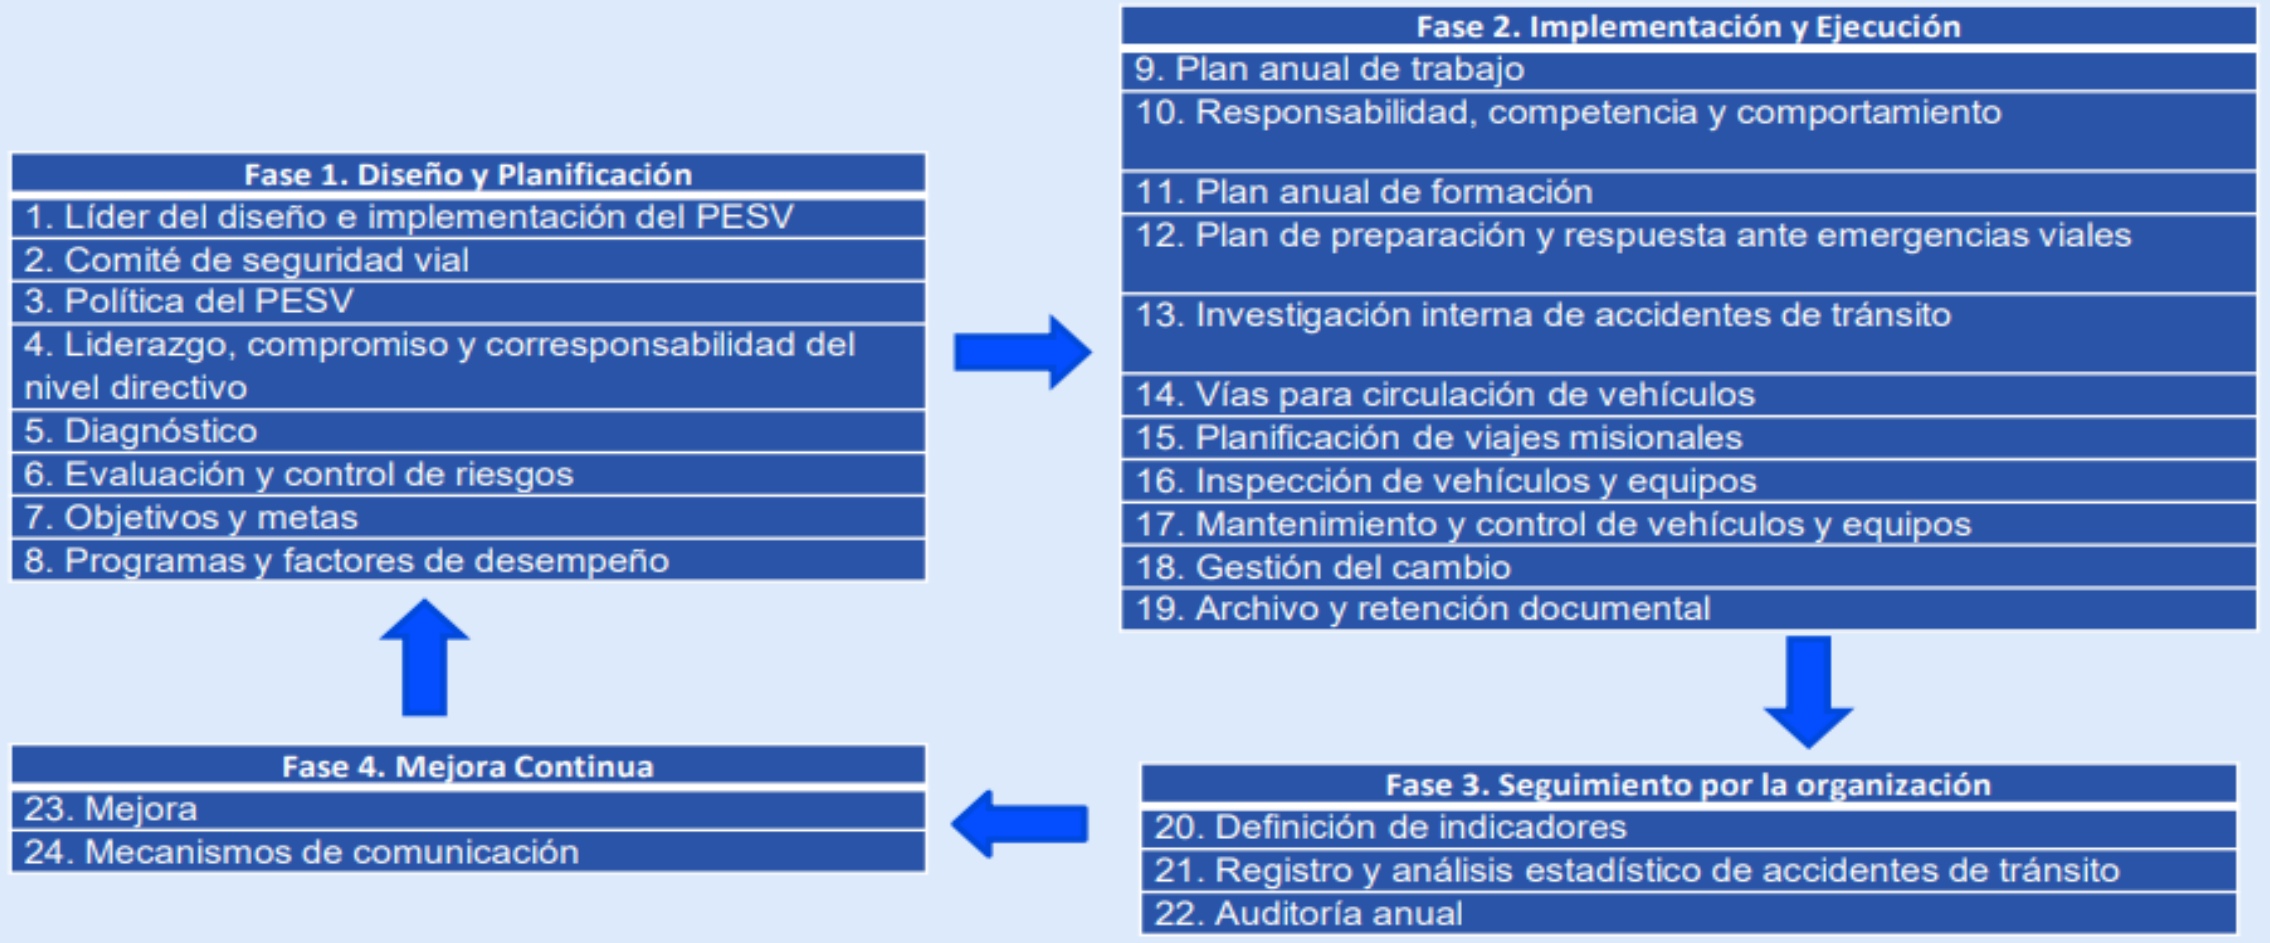 Fase 1. Diseño y Planificación
1. Líder del diseño e implementación del PESV
2. Comité de seguridad vial
3. Política del PESV
4. Liderazgo, compromiso y corresponsabilidad del
nivel directivo
5. Diagnóstico
6. Evaluación y control de riesgos
7. Objetivos y metas
8. Programas y factores de desempeño
Fase 2. Implementación y Ejecución
9. Plan anual de trabajo
10. Responsabilidad, competencia y comportamiento
11. Plan anual de formación
12. Plan de preparación y respuesta ante emergencias viales
13. Investigación interna de accidentes de tránsito
14. Vías para circulación de vehículos
15. Planificación de viajes misionales
16. Inspección de vehículos y equipos
17. Mantenimiento y control de vehículos y equipos
18. Gestión del cambio
19. Archivo y retención documental
Fase 3. Seguimiento por la organización
20. Definición de indicadores
21. Registro y análisis estadístico de accidentes de tránsito
22. Auditoría anual
Fase 4. Mejora Continua
23. Mejora
24. Mecanismos de comunicación